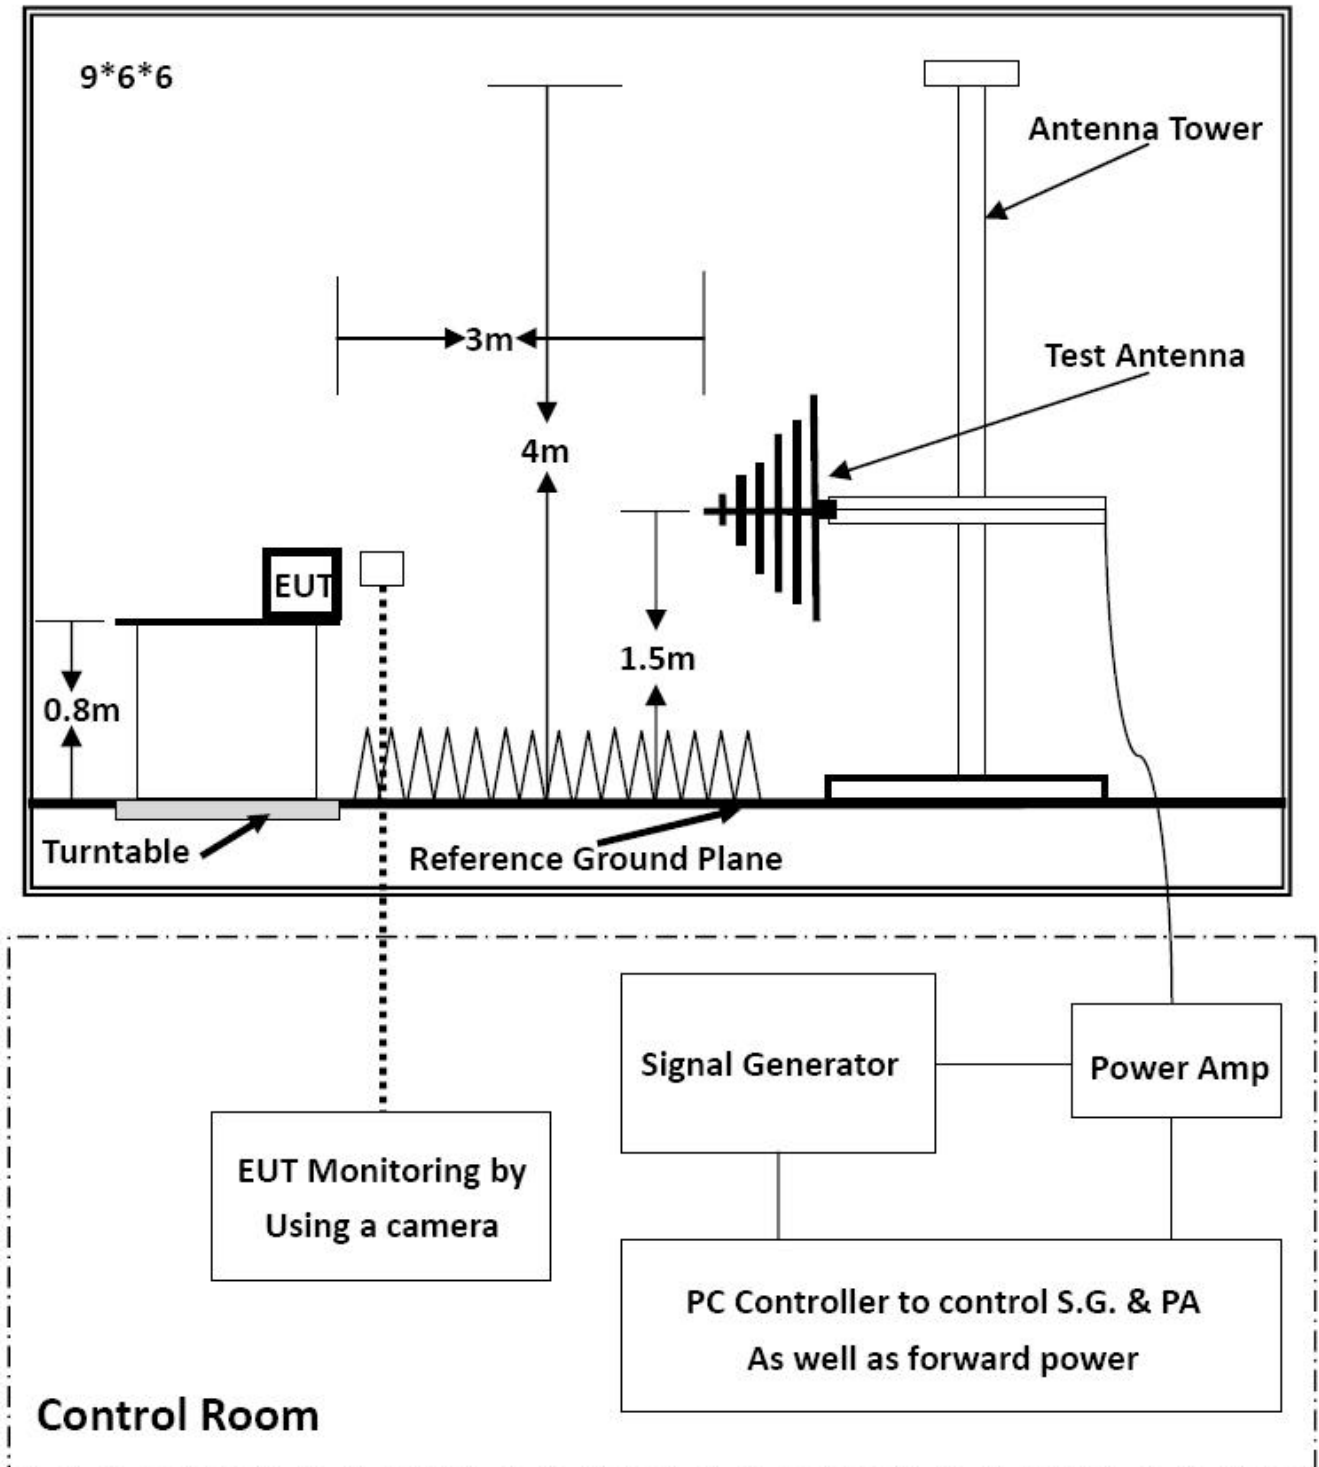 9*6*6
Antenna Tower
3m
Test Antenna
4m
EUT
1.5m
0.8m
Turntable
Reference Ground Plane
Signal Generator
Power Amp
EUT Monitoring by
Using a camera
PC Controller to control S.G. & PA
As well as forward power
Control Room